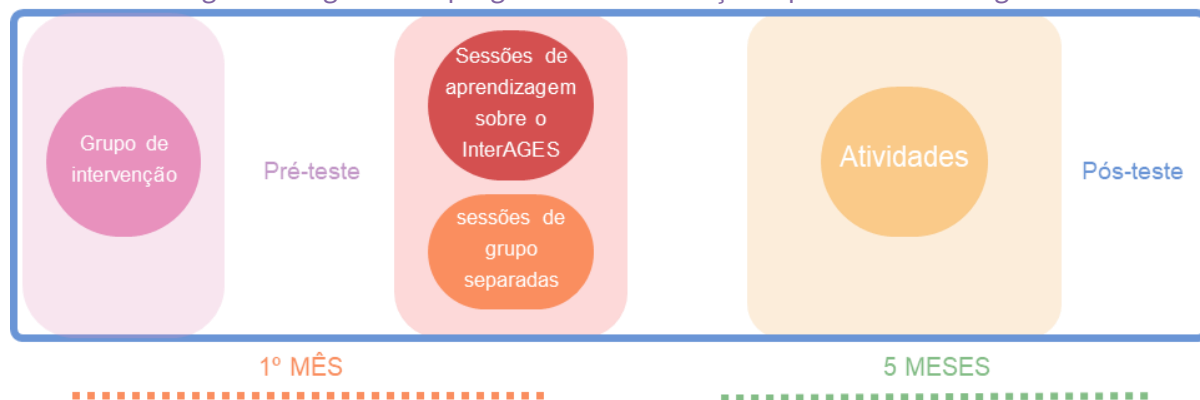 Grupo de
intervenção
Pré-teste
Sessões de
aprendizagem
sobre o
InterAGES
sessões de
grupo
separadas
Atividades
Pós-teste
1º MÊS
5 MESES